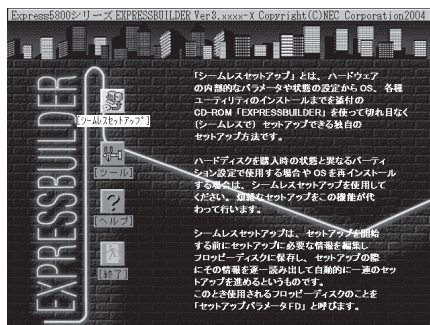 Express5800シリーズ EXPRESSBUILDER Ver3.xxxx-X Copyright(C)NEC Corporation2004
EXPRESSBUILDER
[シームレスセットアップ]
[ツール]
[ヘルプ]
[終了]
「シームレスセットアップ」とは、ハードウェア
の内部的なパラメータや状態の設定からOS、各種
ユーティリティのインストールまでを添付の
CD-ROM「EXPRESSBUILDER」を使って切れ目なく
(シームレスで) セットアップできる独自の
セットアップ方法です。
ハードディスクを購入時の状態と異なるパーティ
ション設定で使用する場合やOSを再インストール
する場合は、シームレスセットアップを使用して
ください。煩雑なセットアップをこの機能が代
わって行います。
シームレスセットアップは、セットアップを開始
する前にセットアップに必要な情報を編集し
フロッピーディスクに保存し、セットアップの際
にその情報を逐一読み出して自動的に一連のセッ
トアップを進めるというものです。
このとき使用されるフロッピーディスクのことを
「セットアップパラメータFD」と呼びます。